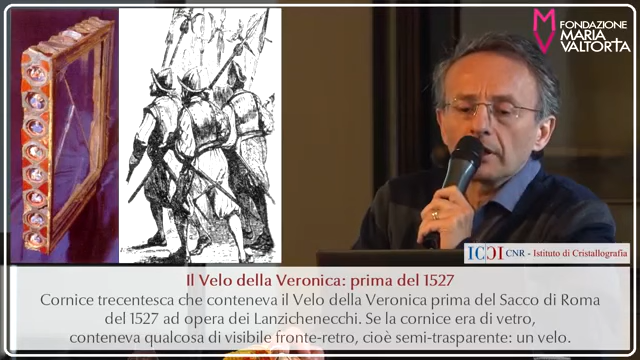 FONDAZIONE
MARIA
VALTORTA
IC CNR - Istituto di Cristallografia
Il Velo della Veronica: prima del 1527
Cornice trecentesca che conteneva il Velo della Veronica prima del Sacco di Roma
del 1527 ad opera dei Lanzichenecchi. Se la cornice era di vetro,
conteneva qualcosa di visibile fronte-retro, cioè semi-trasparente: un velo.